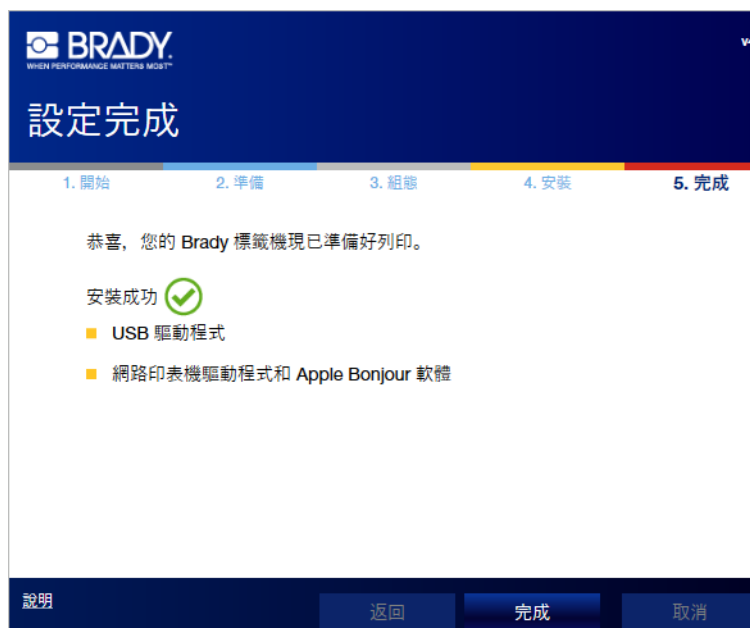 BRADY.
WHEN PERFORMANCE MATTERS MOST™
設定完成
1. 開始
2. 準備
3. 組態
4. 安裝
5. 完成
恭喜，您的 Brady 標籤機現已準備好列印。
安裝成功
USB 驅動程式
網路印表機驅動程式和 Apple Bonjour 軟體
說明
返回
完成
取消